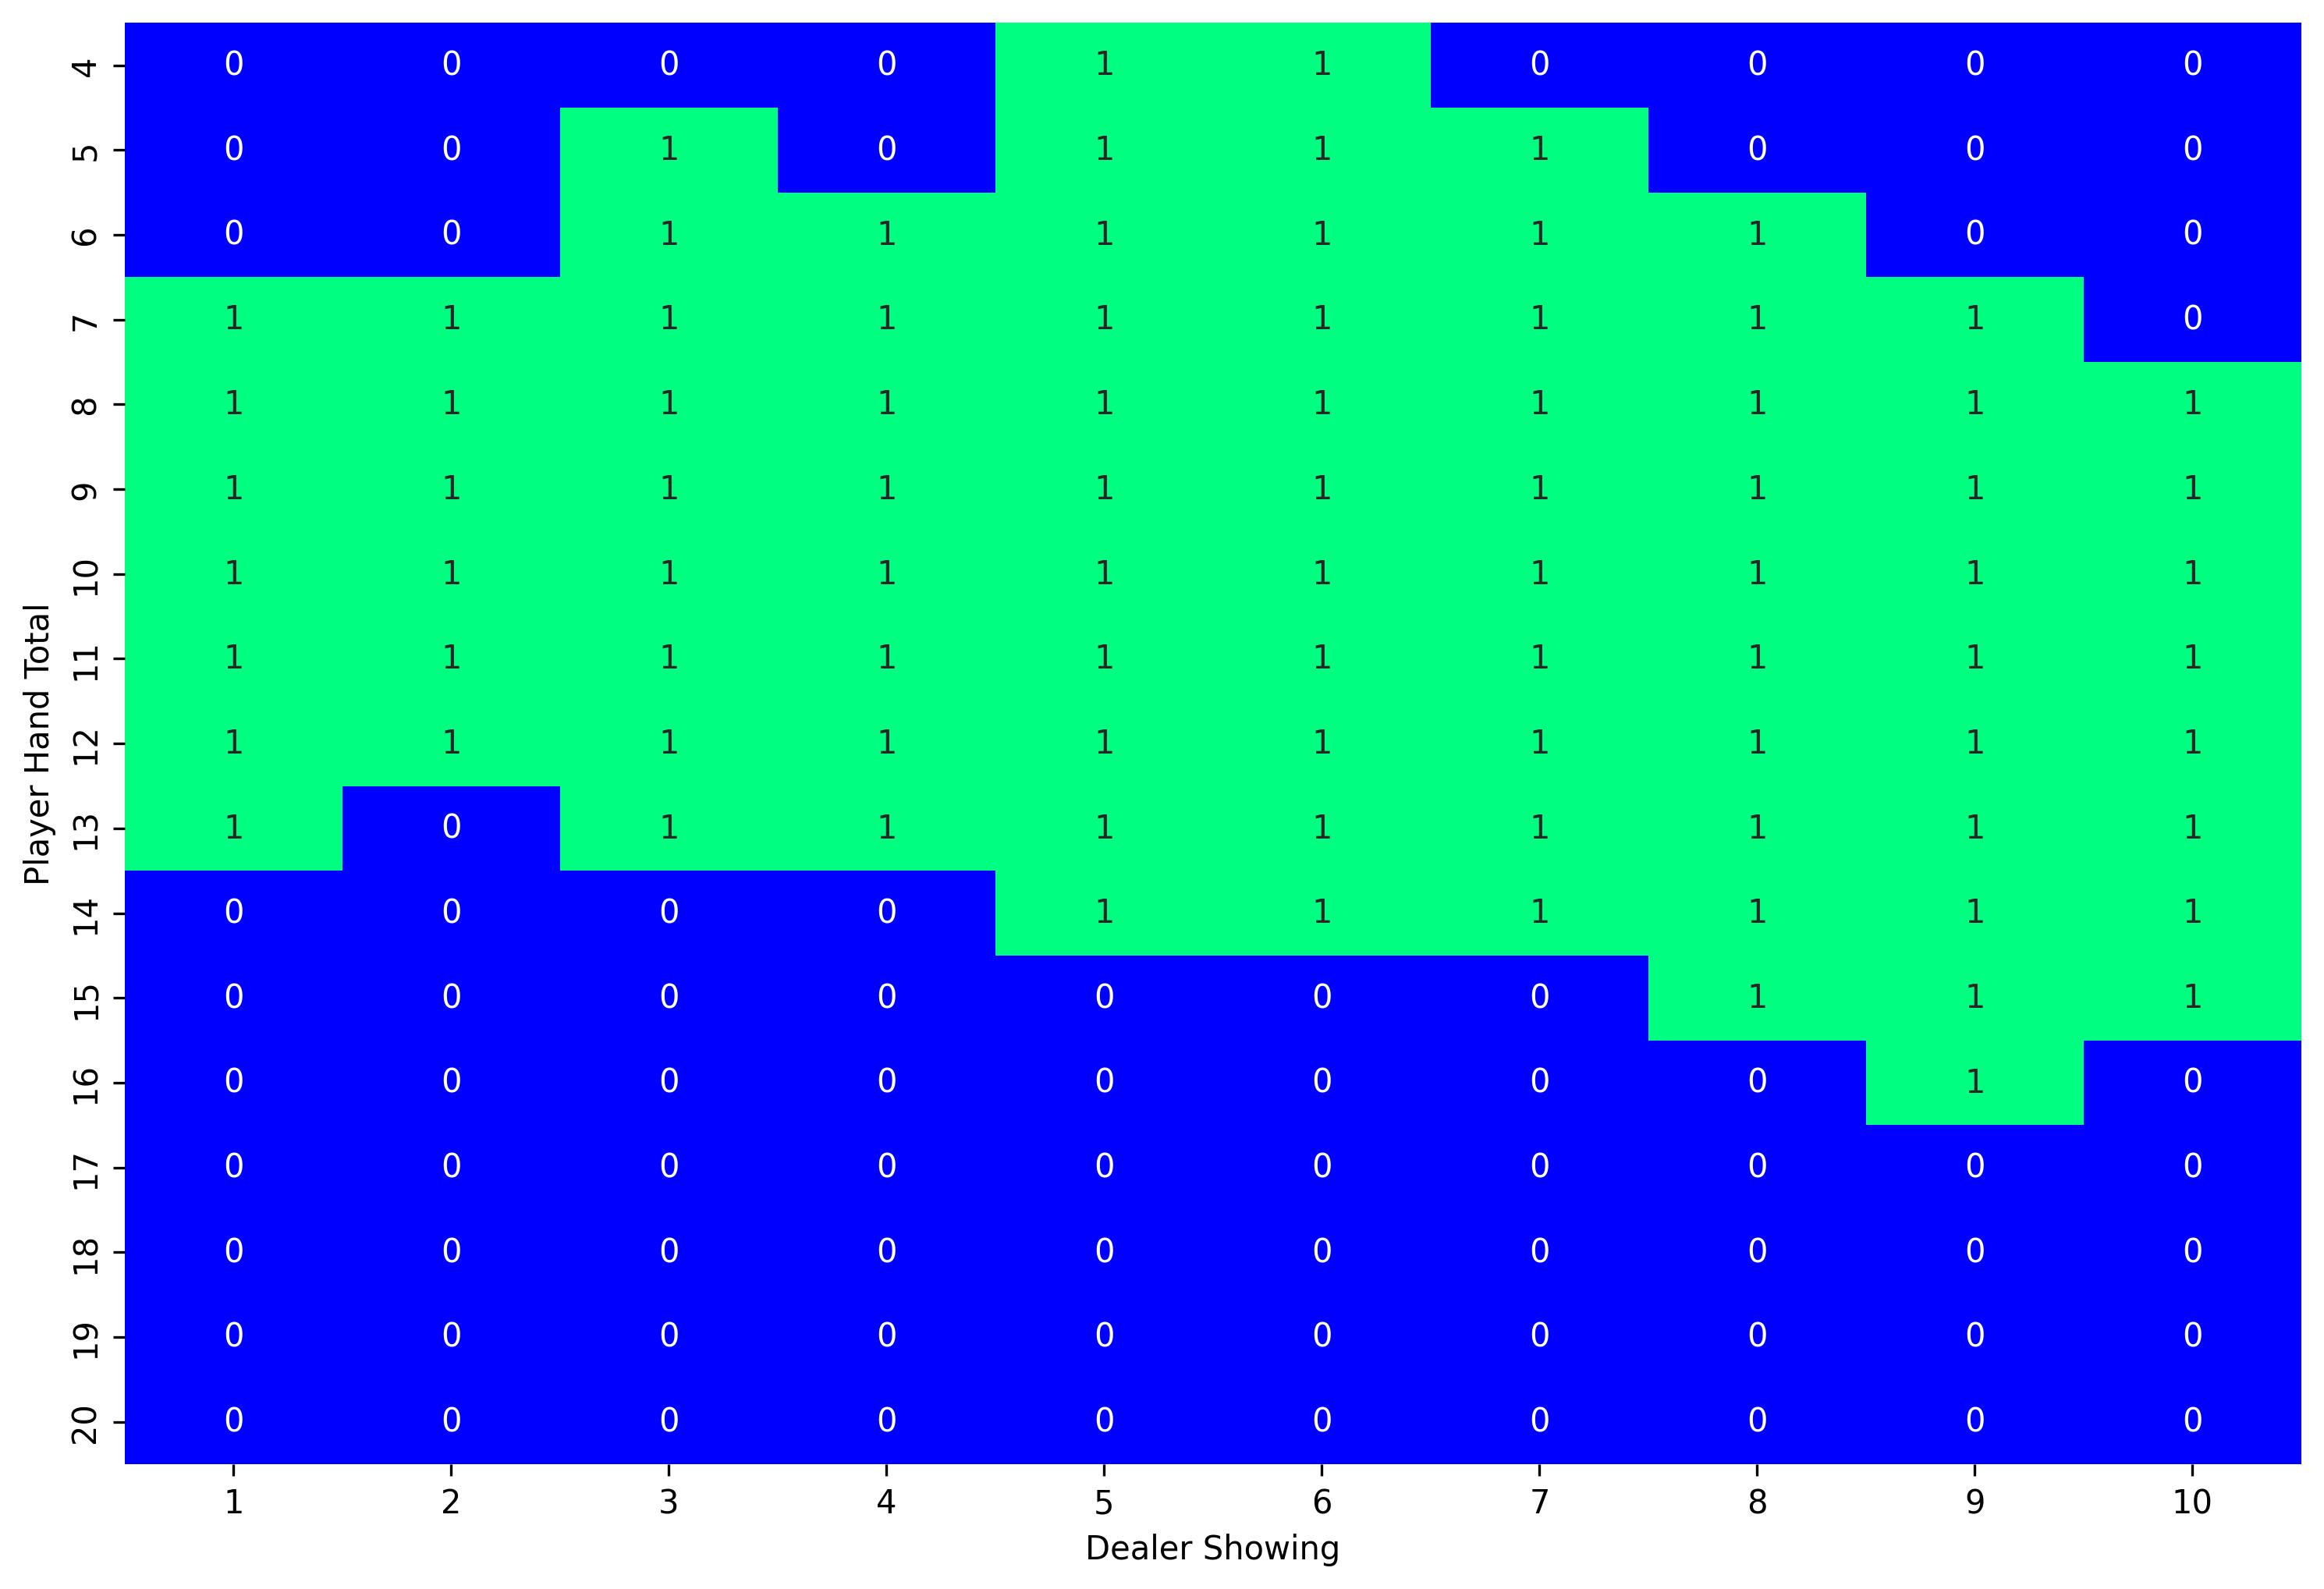 4 0 0 0 0 1 1 0 0 0 0
5 0 0 1 0 1 1 1 0 0 0
6 0 0 1 1 1 1 1 1 0 0
7 1 1 1 1 1 1 1 1 1 0
8 1 1 1 1 1 1 1 1 1 1
9 1 1 1 1 1 1 1 1 1 1
10 1 1 1 1 1 1 1 1 1 1
11 1 1 1 1 1 1 1 1 1 1
12 1 1 1 1 1 1 1 1 1 1
13 1 0 1 1 1 1 1 1 1 1
14 0 0 0 0 1 1 1 1 1 1
15 0 0 0 0 0 0 0 1 1 1
16 0 0 0 0 0 0 0 0 1 0
17 0 0 0 0 0 0 0 0 0 0
18 0 0 0 0 0 0 0 0 0 0
19 0 0 0 0 0 0 0 0 0 0
20 0 0 0 0 0 0 0 0 0 0
1 2 3 4 5 6 7 8 9 10
Dealer Showing
Player Hand Total